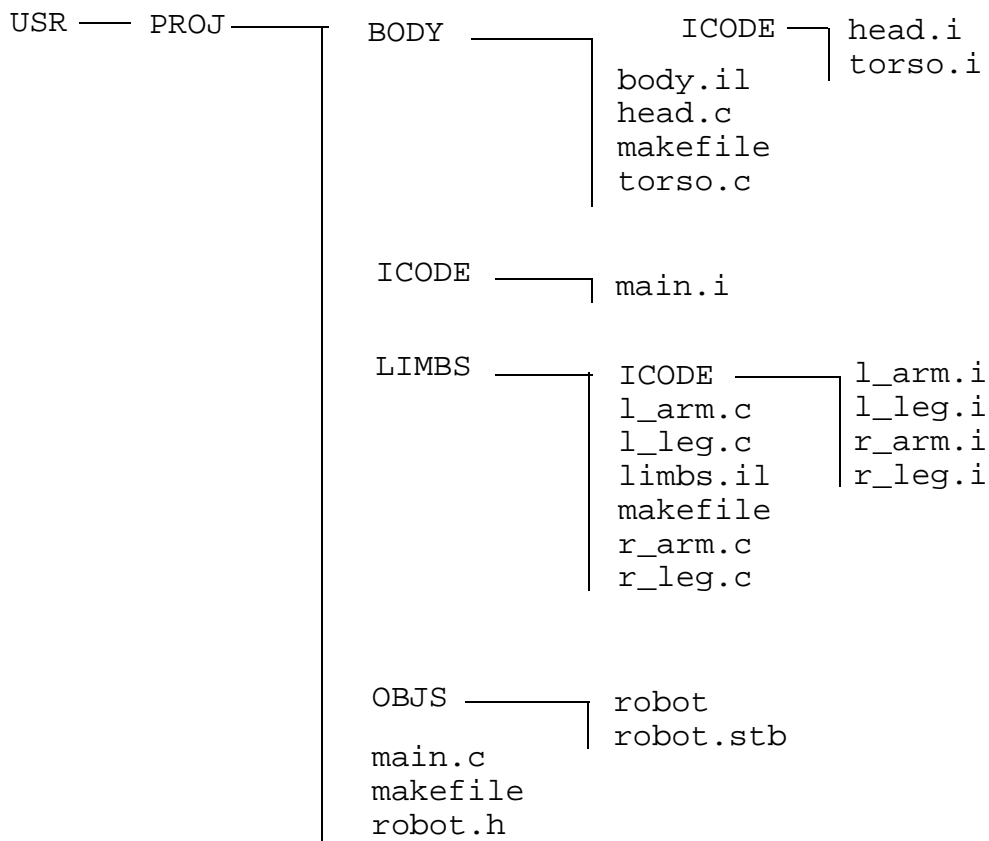 USR PROJ BODY ICODE head.i
torso.i
body.il
head.c
makefile
torso.c
ICODE main.i
LIMBS ICODE l_arm.i
l_arm.c l_leg.i
l_leg.c r_arm.i
limbs.il r_leg.i
makefile
r_arm.c
r_leg.c
OBJS robot
robot.stb
main.c
makefile
robot.h